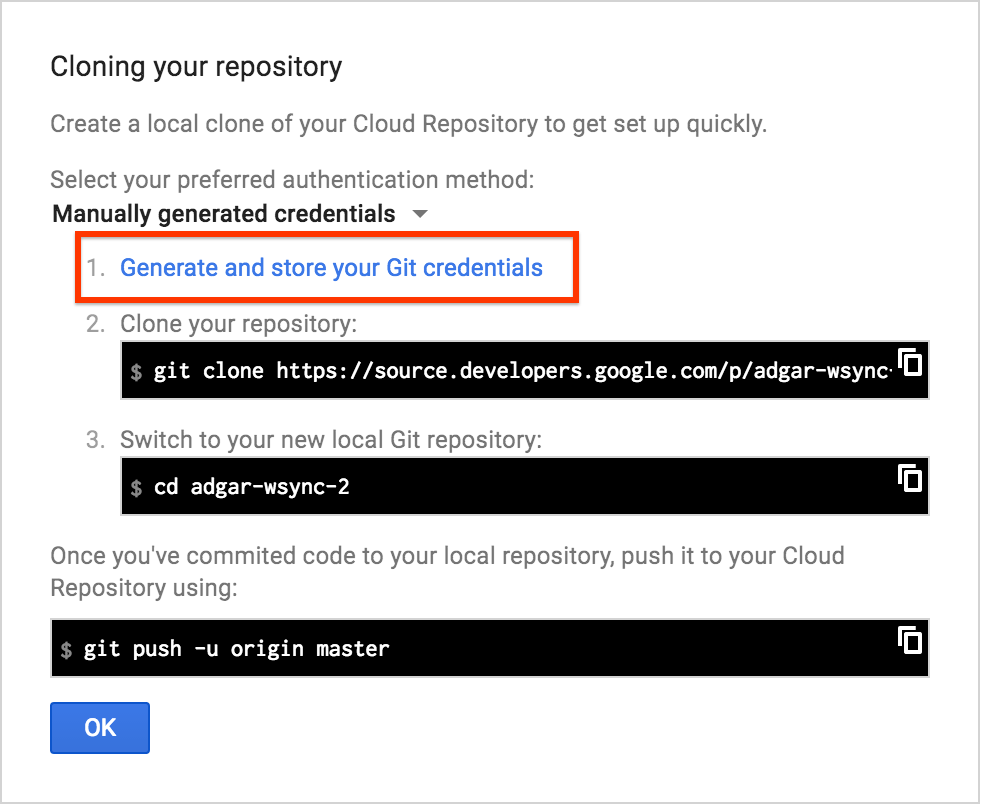 Cloning your repository
Create a local clone of your Cloud Repository to get set up quickly.
Select your preferred authentication method:
Manually generated credentials
1. Generate and store your Git credentials
2. Clone your repository:
$ git clone https://source.developers.google.com/p/adgar-wsync-
3. Switch to your new local Git repository:
$ cd adgar-wsync-2
Once you've commited code to your local repository, push it to your Cloud
Repository using:
$ git push -u origin master
OK